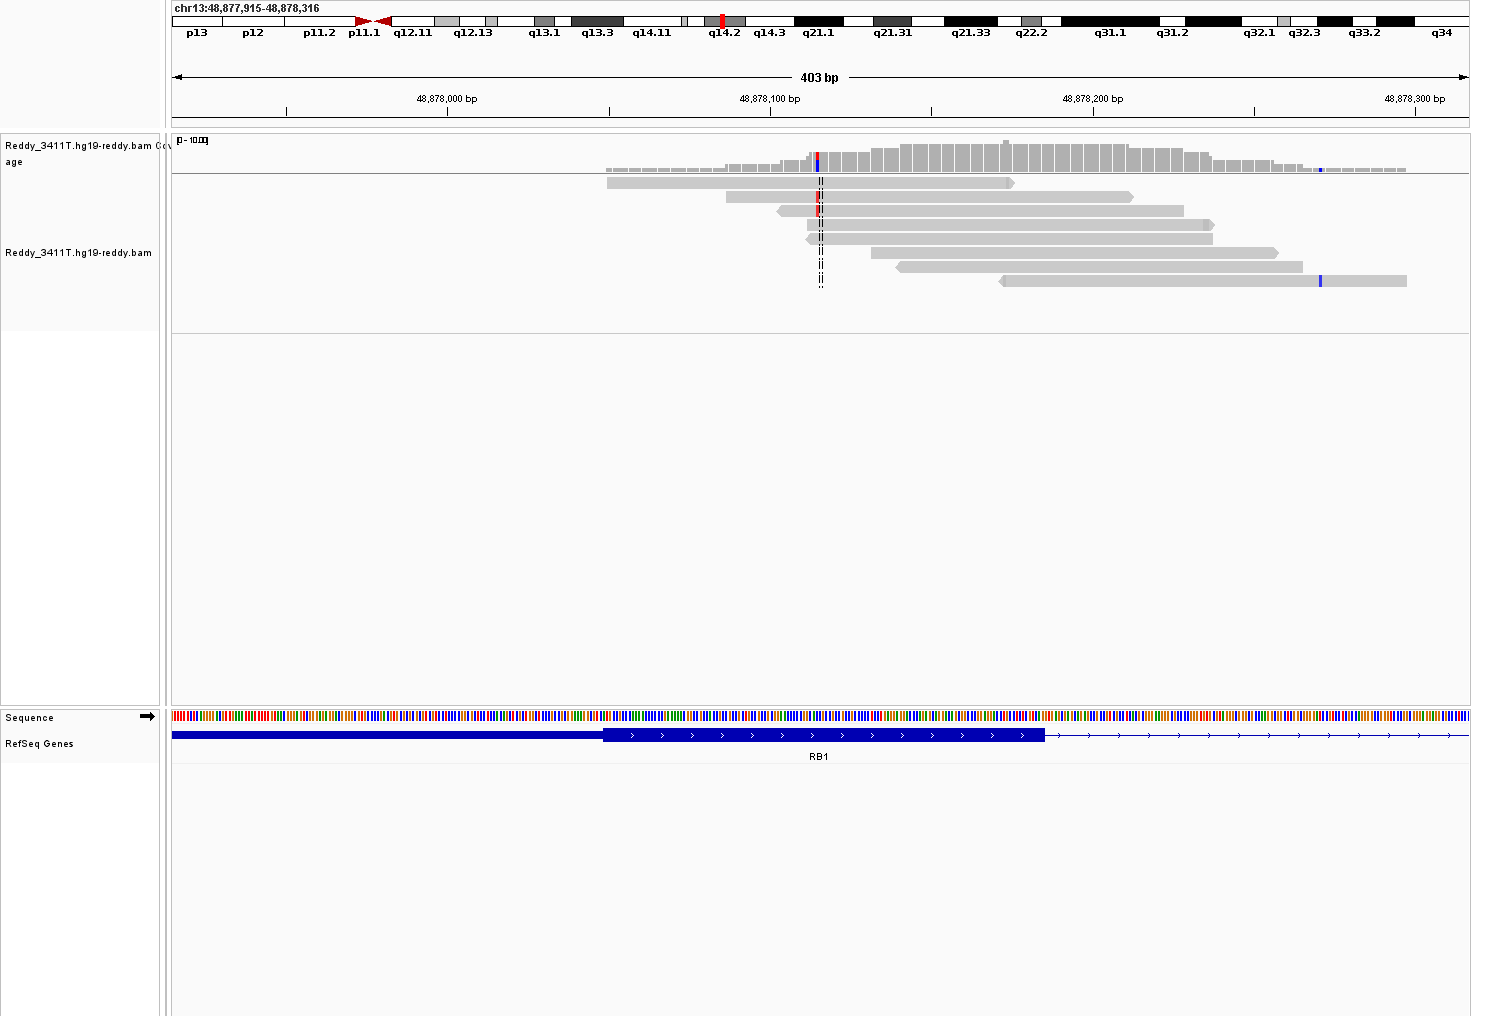 chr13:48,877,915-48,878,316
p13 p12 p11.2 p11.1 q12.11 q12.13 q13.1 q13.3 q14.11 q14.2 q14.3 q21.1 q21.31 q21.33 q22.2 q31.1 q31.2 q32.1 q32.3 q33.2 q34
403 bp
48,878,000 bp 48,878,100 bp 48,878,200 bp 48,878,300 bp
[0 - 10.00]
Reddy_3411T.hg19-reddy.bam Cov
age
Reddy_3411T.hg19-reddy.bam
Sequence
RefSeq Genes
RB1